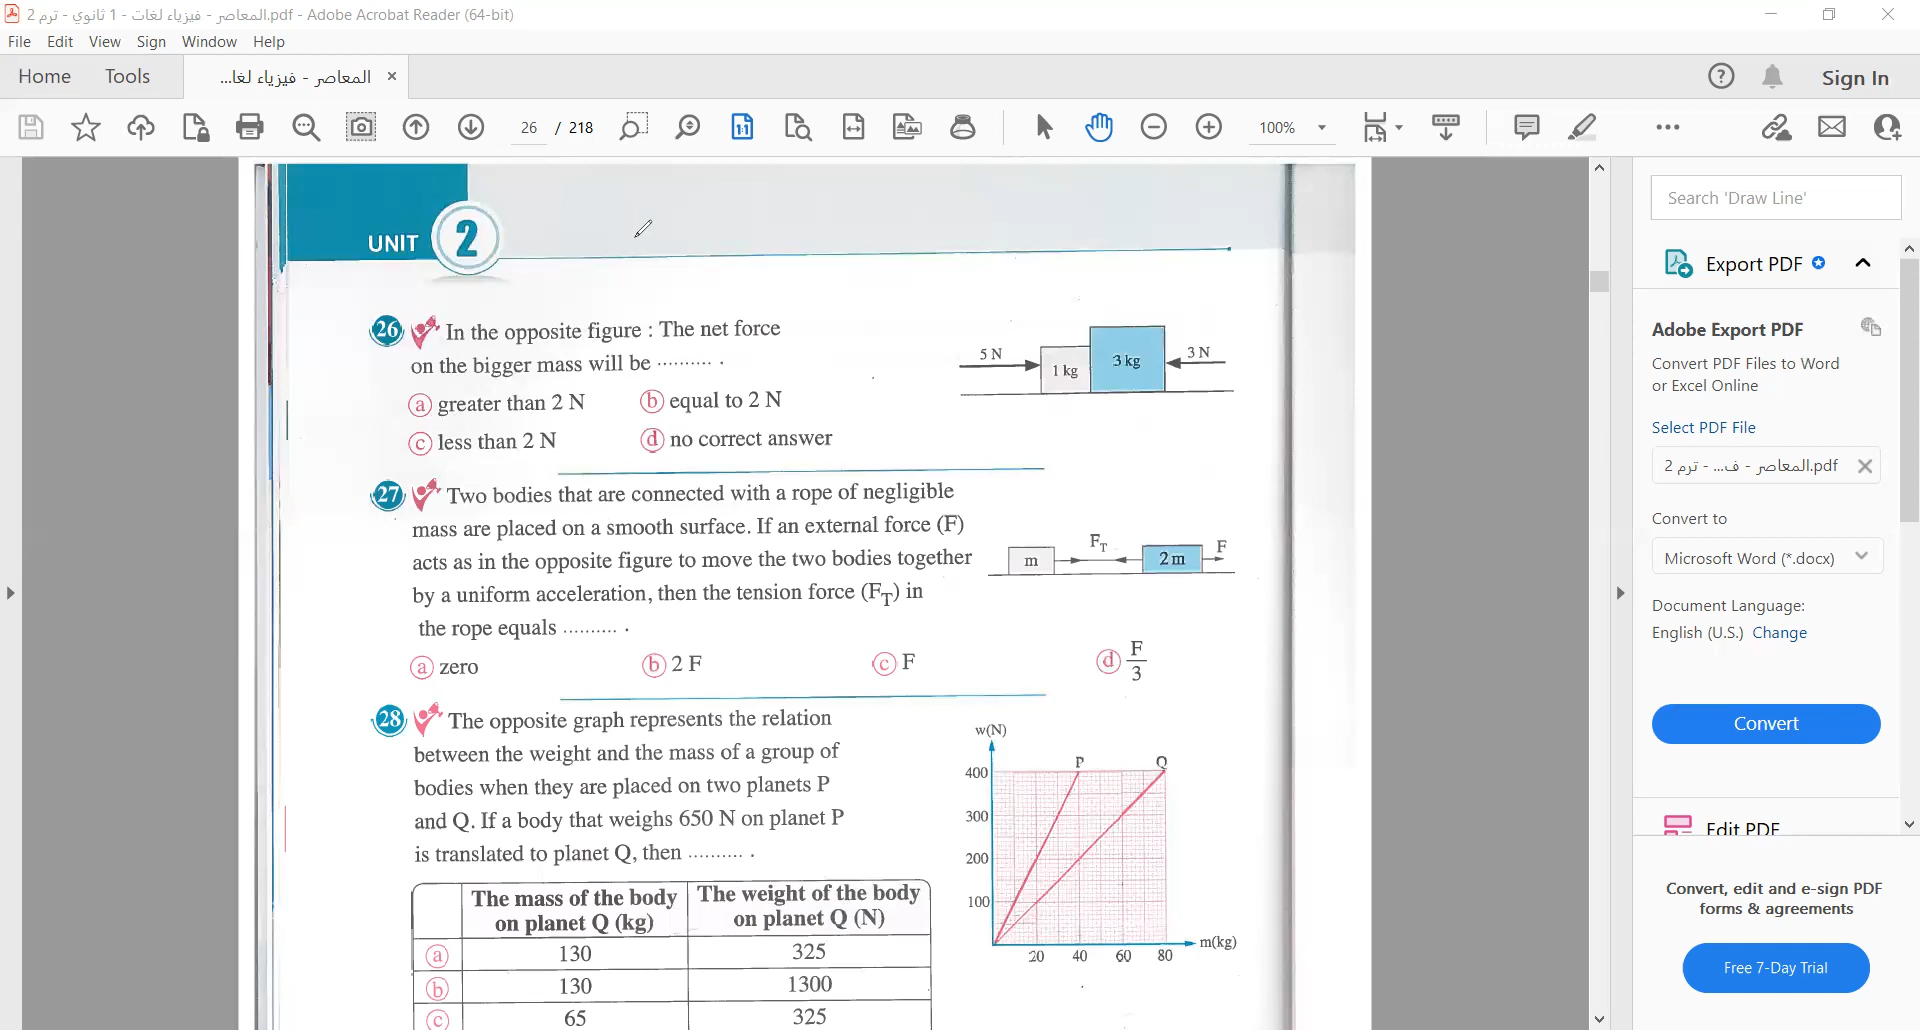 المعاصر - فيزياء لغات - 1 ثانوي - ترم 2.pdf - Adobe Acrobat Reader (64-bit)
File Edit View Sign Window Help
Home Tools المعاصر - فيزياء لغا... × Sign In
26 / 218 100%
UNIT 2
26 In the opposite figure : The net force
on the bigger mass will be .......... .
a greater than 2 N b equal to 2 N
c less than 2 N d no correct answer
5 N 1 kg 3 kg 3 N
27 Two bodies that are connected with a rope of negligible
mass are placed on a smooth surface. If an external force (F)
acts as in the opposite figure to move the two bodies together
by a uniform acceleration, then the tension force (F_T) in
the rope equals .......... .
m F_T 2 m F
a zero b 2 F c F d F/3
28 The opposite graph represents the relation
between the weight and the mass of a group of
bodies when they are placed on two planets P
and Q. If a body that weighs 650 N on planet P
is translated to planet Q, then .......... .
w(N)
P Q
400
300
200
100
20 40 60 80 m(kg)
The mass of the body on planet Q (kg) The weight of the body on planet Q (N)
a 130 325
b 130 1300
c 65 325
Search 'Draw Line'
Export PDF
Adobe Export PDF
Convert PDF Files to Word
or Excel Online
Select PDF File
المعاصر - ف... - ترم 2.pdf
Convert to
Microsoft Word (*.docx)
Document Language:
English (U.S.) Change
Convert
Edit PDF
Convert, edit and e-sign PDF
forms & agreements
Free 7-Day Trial